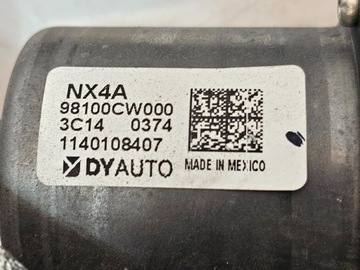 NX4A
98100CW000
3C14 0374
1140108407
DYAUTO
MADE IN MEXICO